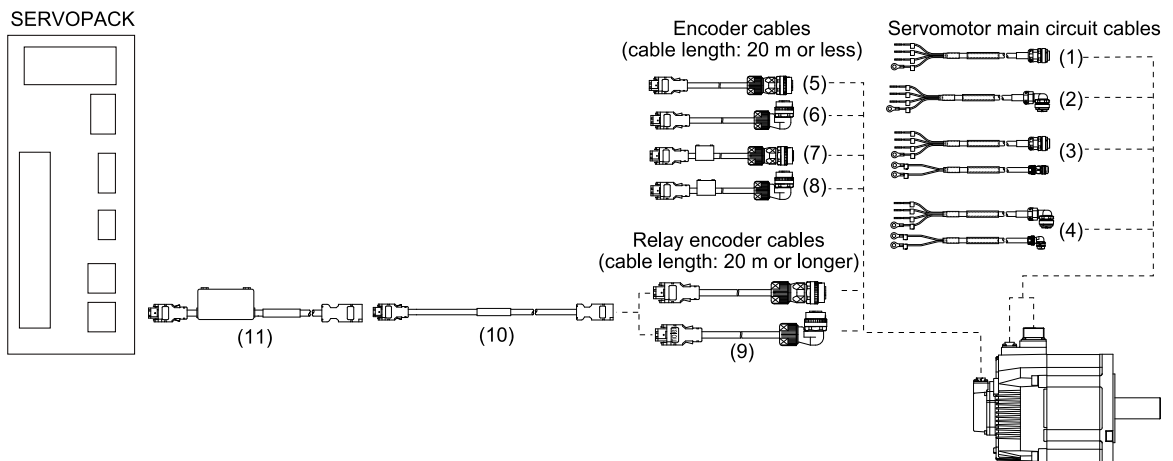 SERVOPACK
Encoder cables
(cable length: 20 m or less)
Servomotor main circuit cables
(1)
(5)
(2)
(6)
(3)
(7)
(8)
(4)
Relay encoder cables
(cable length: 20 m or longer)
(11)
(10)
(9)